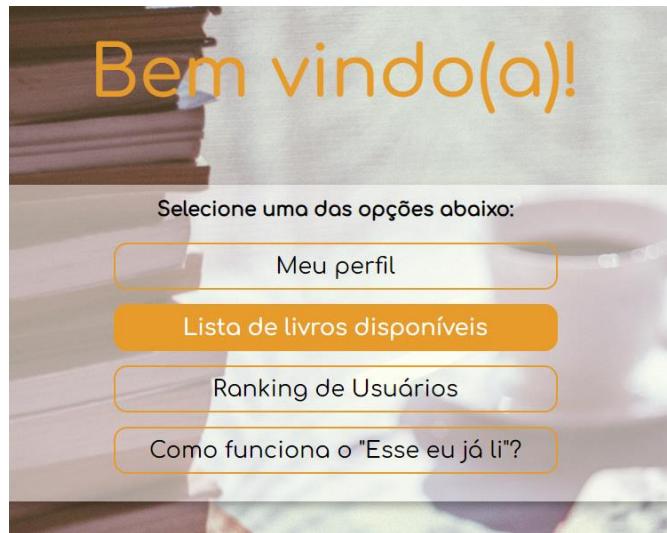 Bem vindo(a)!
Selecione uma das opções abaixo:
Meu perfil
Lista de livros disponíveis
Ranking de Usuários
Como funciona o "Esse eu já li"?